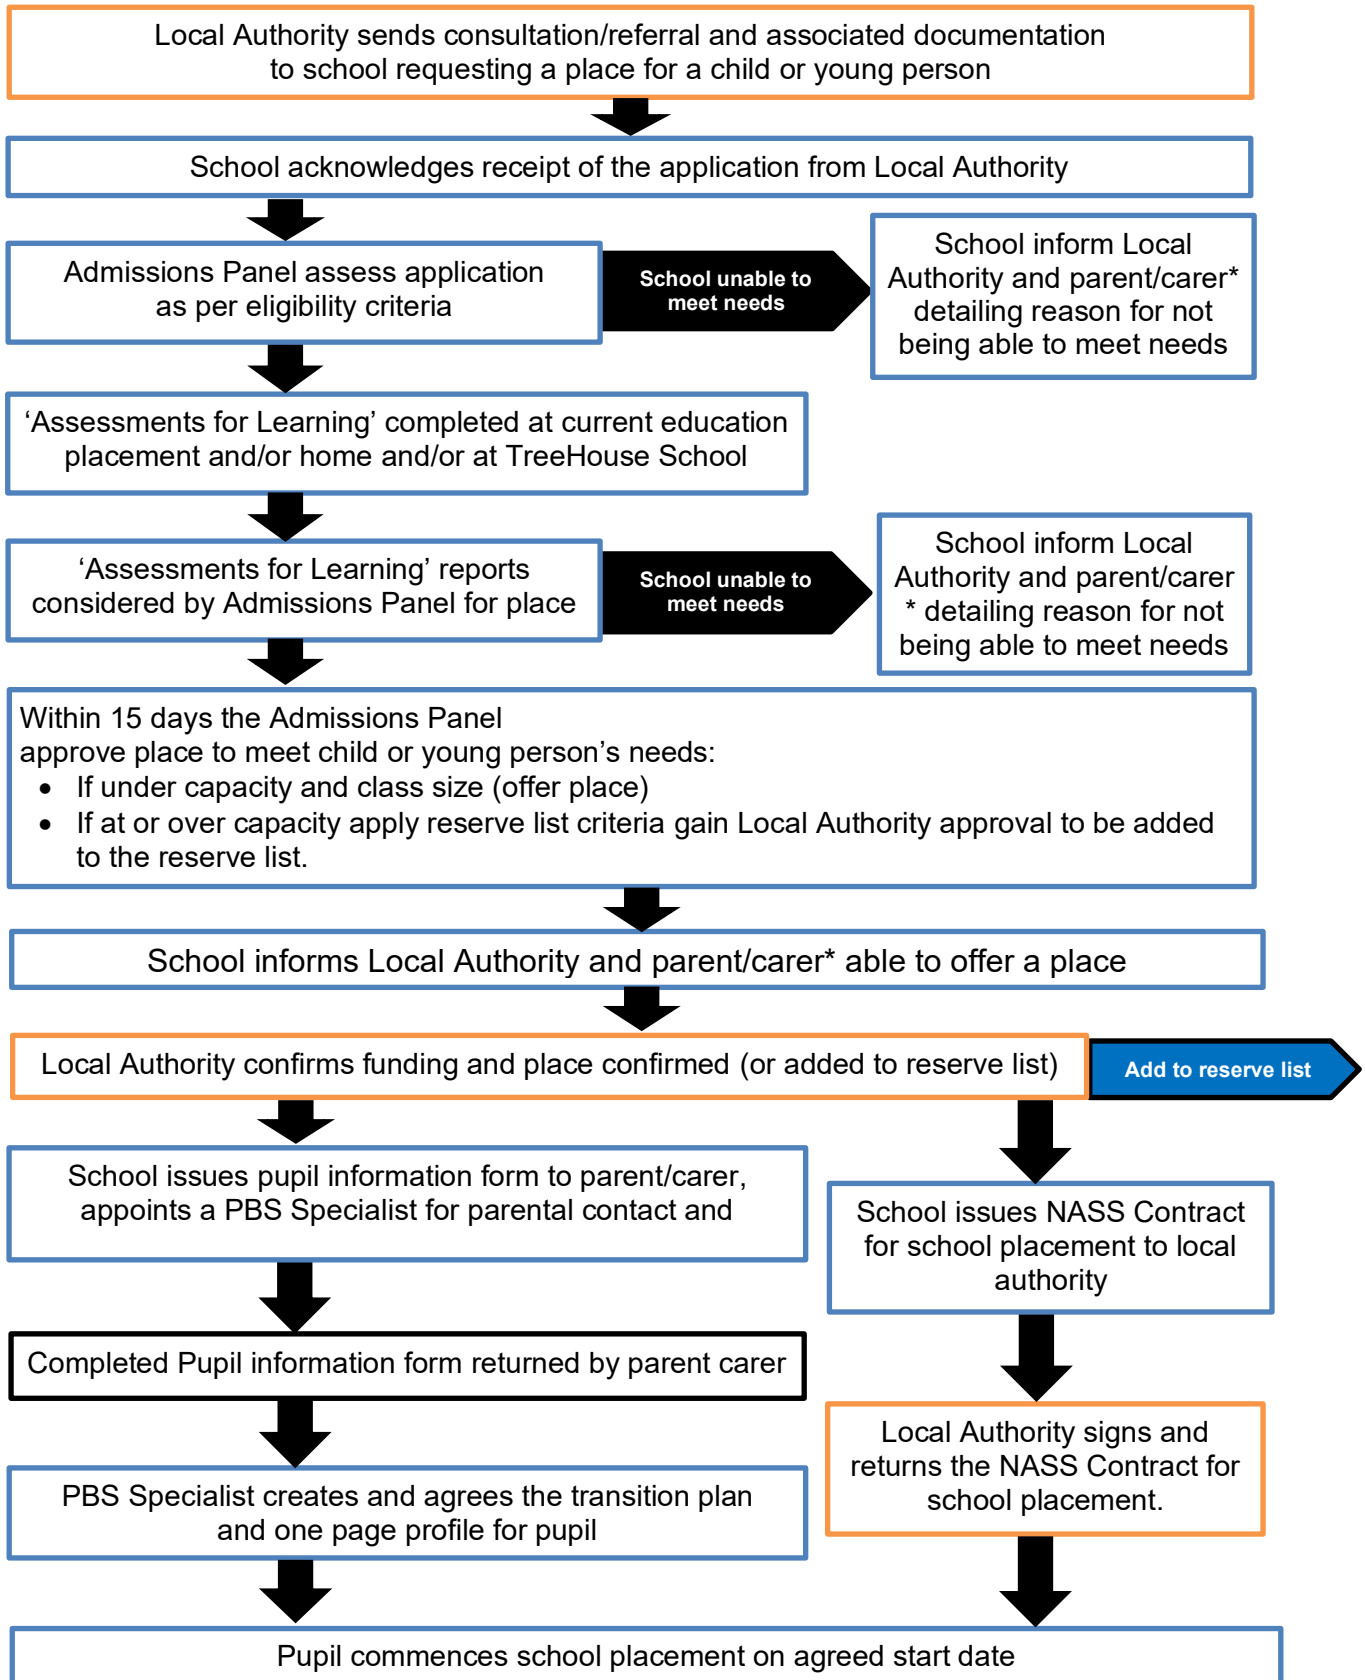 Local Authority sends consultation/referral and associated documentation
to school requesting a place for a child or young person
School acknowledges receipt of the application from Local Authority
Admissions Panel assess application
as per eligibility criteria
School unable to
meet needs
School inform Local
Authority and parent/carer*
detailing reason for not
being able to meet needs
‘Assessments for Learning’ completed at current education
placement and/or home and/or at TreeHouse School
‘Assessments for Learning’ reports
considered by Admissions Panel for place
School unable to
meet needs
School inform Local
Authority and parent/carer
* detailing reason for not
being able to meet needs
Within 15 days the Admissions Panel
approve place to meet child or young person’s needs:
• If under capacity and class size (offer place)
• If at or over capacity apply reserve list criteria gain Local Authority approval to be added
to the reserve list.
School informs Local Authority and parent/carer* able to offer a place
Local Authority confirms funding and place confirmed (or added to reserve list)
Add to reserve list
School issues pupil information form to parent/carer,
appoints a PBS Specialist for parental contact and
School issues NASS Contract
for school placement to local
authority
Completed Pupil information form returned by parent carer
Local Authority signs and
returns the NASS Contract for
school placement.
PBS Specialist creates and agrees the transition plan
and one page profile for pupil
Pupil commences school placement on agreed start date